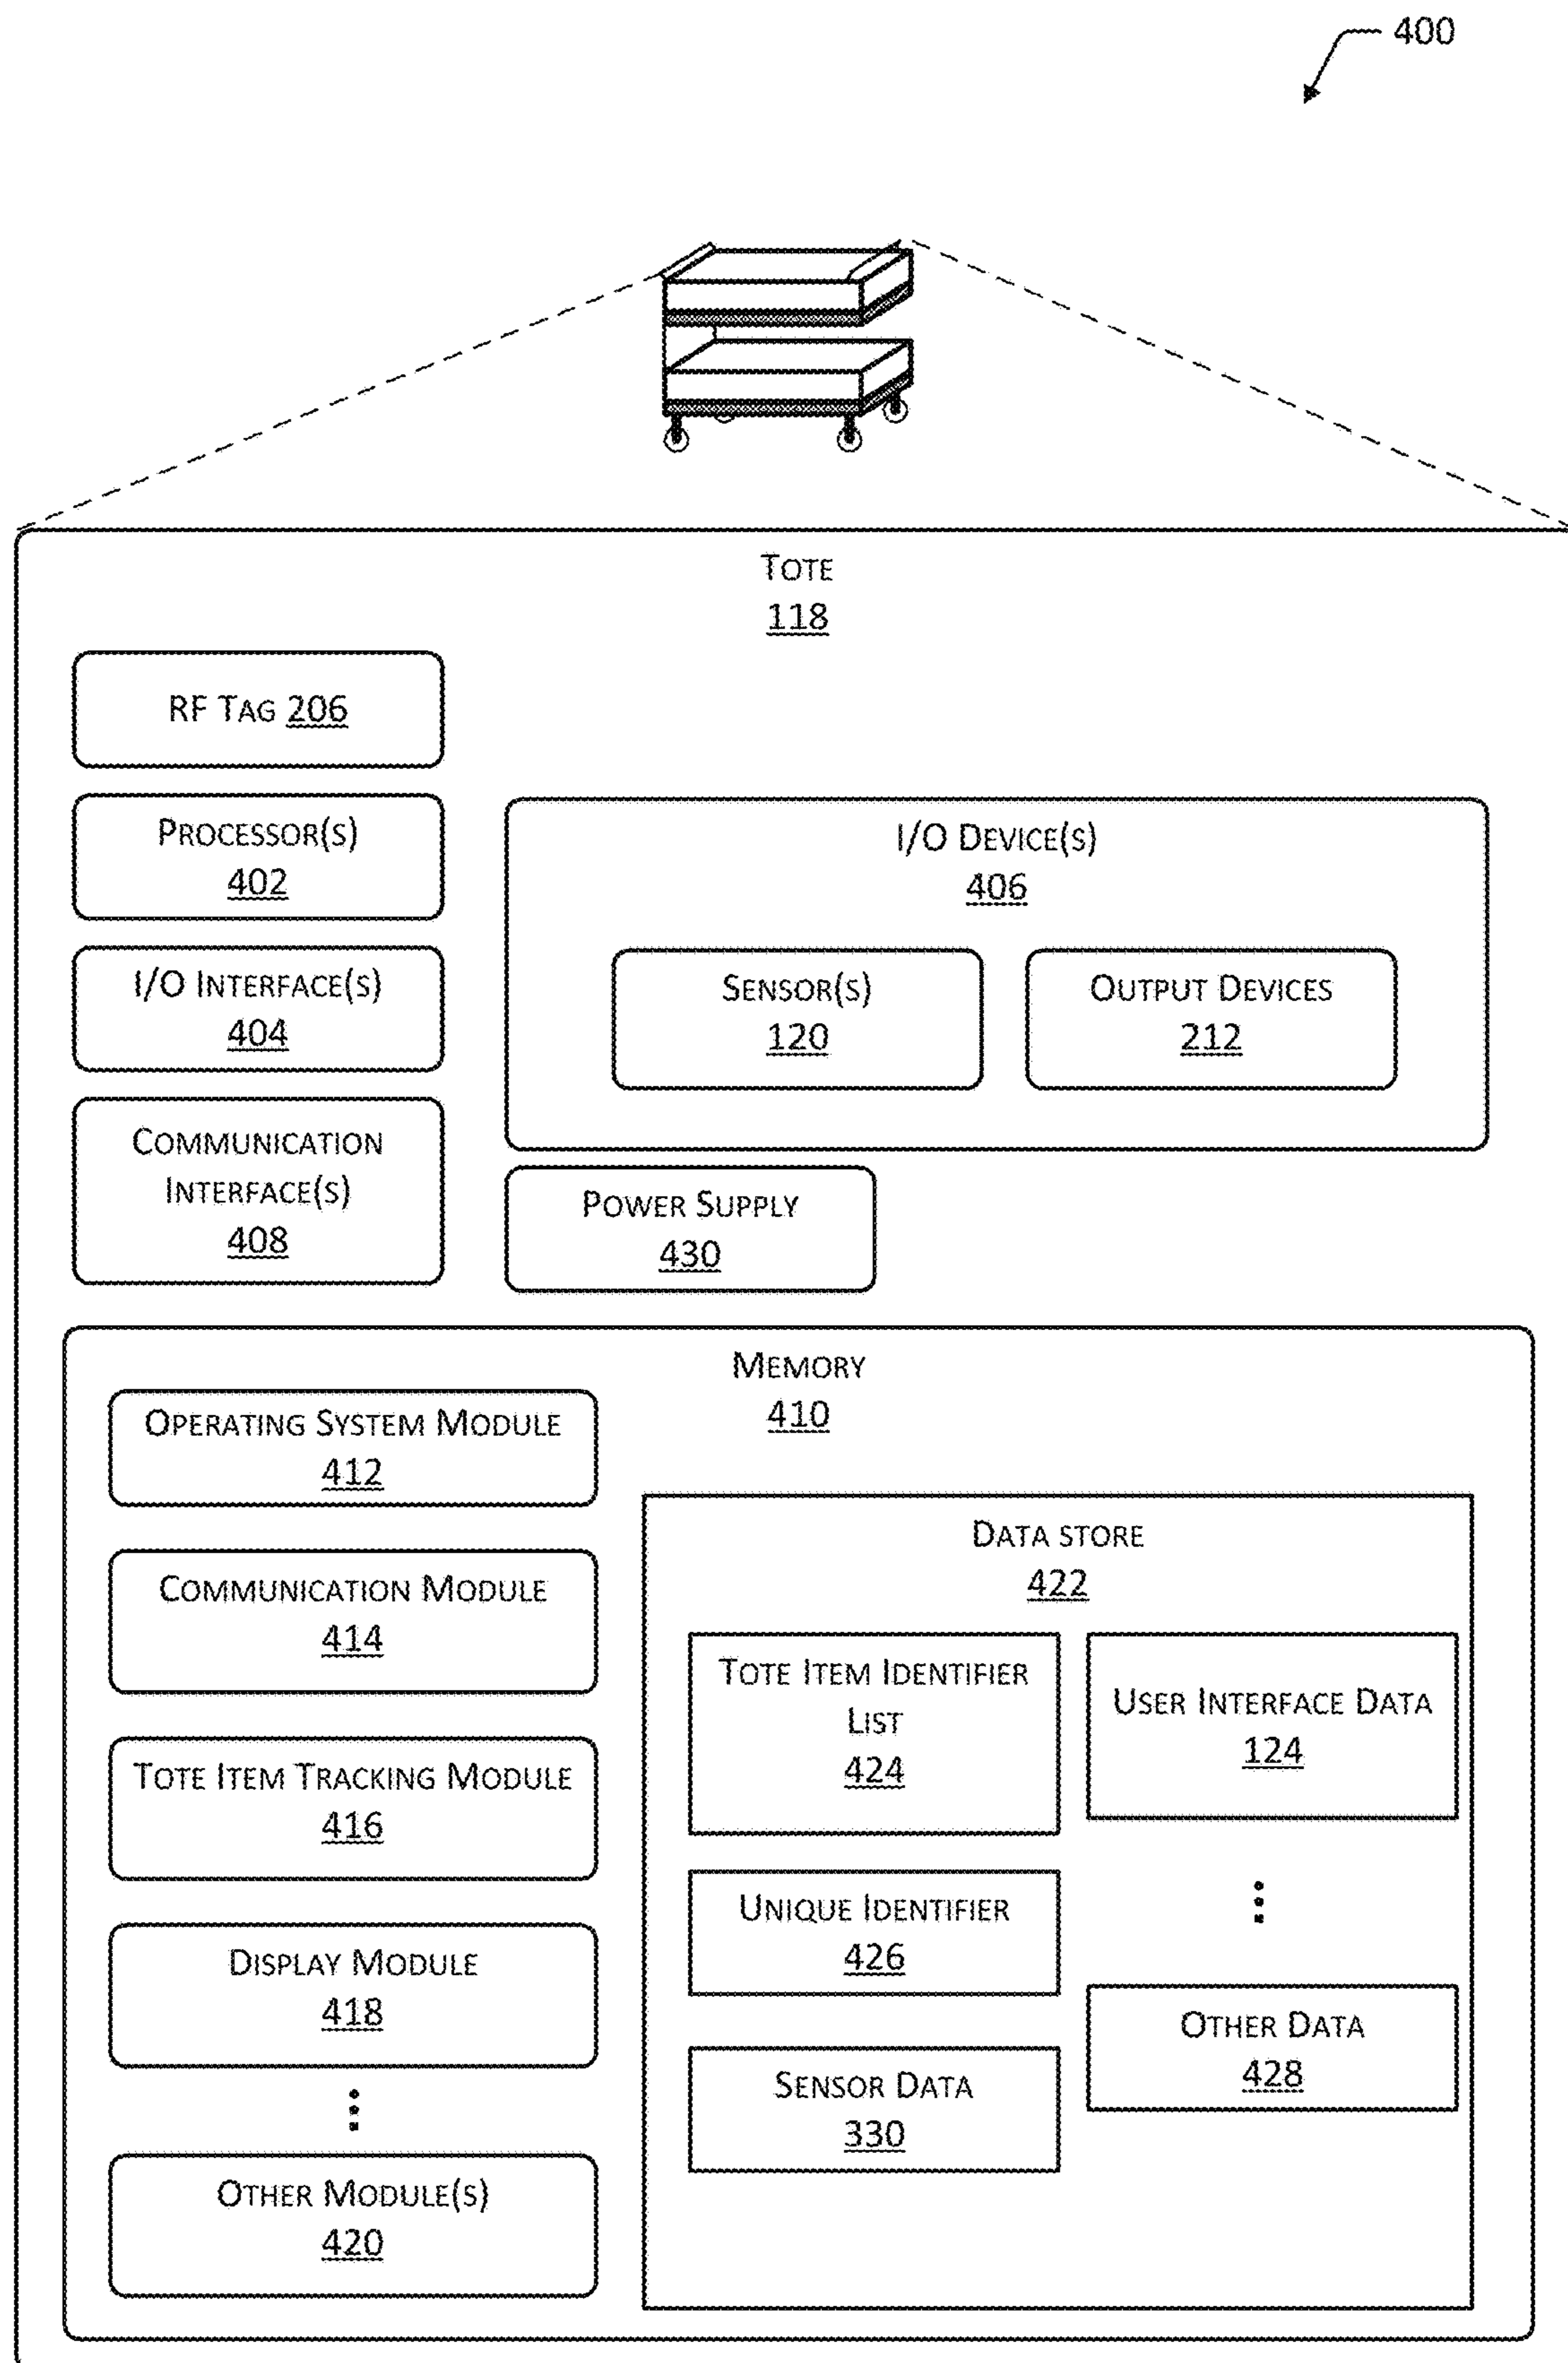 400
TOTE
118
RF TAG 206
PROCESSOR(S)
402
I/O INTERFACE(S)
404
COMMUNICATION
INTERFACE(S)
408
I/O DEVICE(S)
406
SENSOR(S)
120
OUTPUT DEVICES
212
POWER SUPPLY
430
MEMORY
410
OPERATING SYSTEM MODULE
412
COMMUNICATION MODULE
414
TOTE ITEM TRACKING MODULE
416
DISPLAY MODULE
418
OTHER MODULE(S)
420
DATA STORE
422
TOTE ITEM IDENTIFIER
LIST
424
UNIQUE IDENTIFIER
426
SENSOR DATA
330
USER INTERFACE DATA
124
OTHER DATA
428